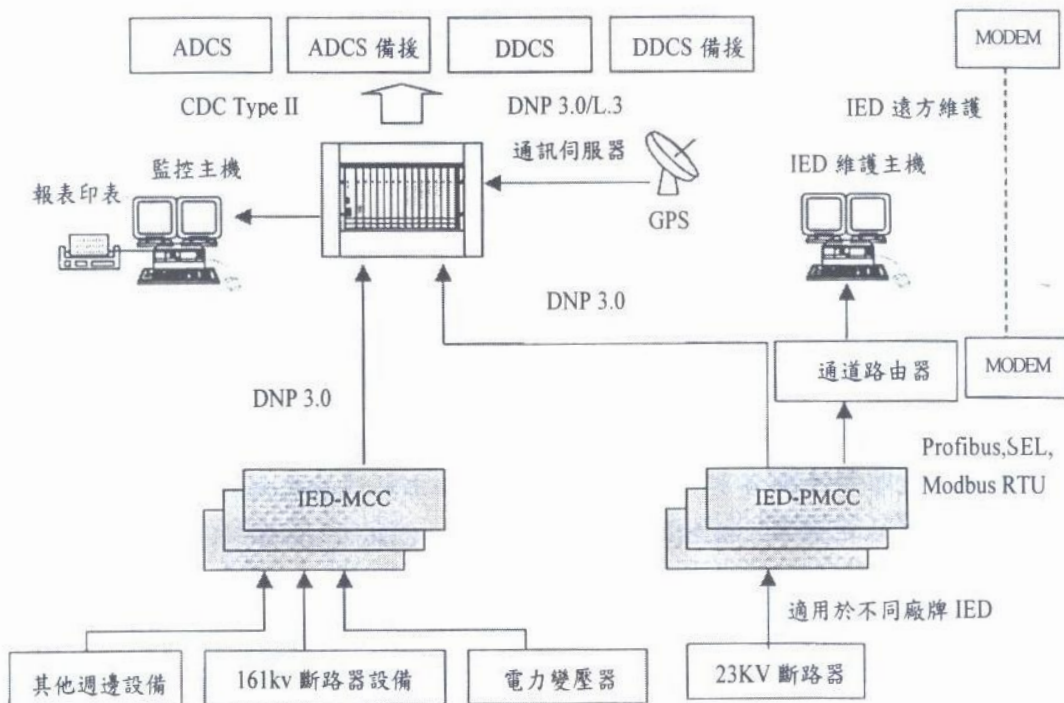 ADCS
ADCS 備援
DDCS
DDCS 備援
MODEM
CDC Type II
DNP 3.0/L.3
IED 遠方維護
通訊伺服器
監控主機
IED 維護主機
報表印表
GPS
DNP 3.0
通道路由器
MODEM
DNP 3.0
Profibus,SEL,
Modbus RTU
IED-MCC
IED-PMCC
適用於不同廠牌 IED
其他週邊設備
161kv 斷路器設備
電力變壓器
23KV 斷路器